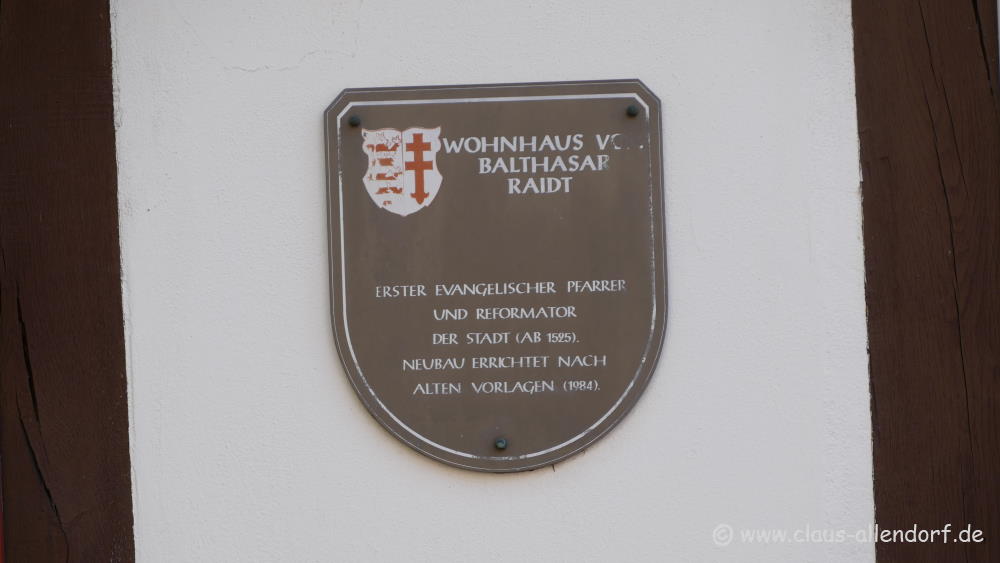 WOHNHAUS
BALTHASAR
RAIDT
ERSTER EVANGELISCHER PFARRER
UND REFORMATOR
DER STADT (AB 1525).
NEUBAU ERRICHTET NACH
ALTEN VORLAGEN (1984).
© www.claus-allendorf.de